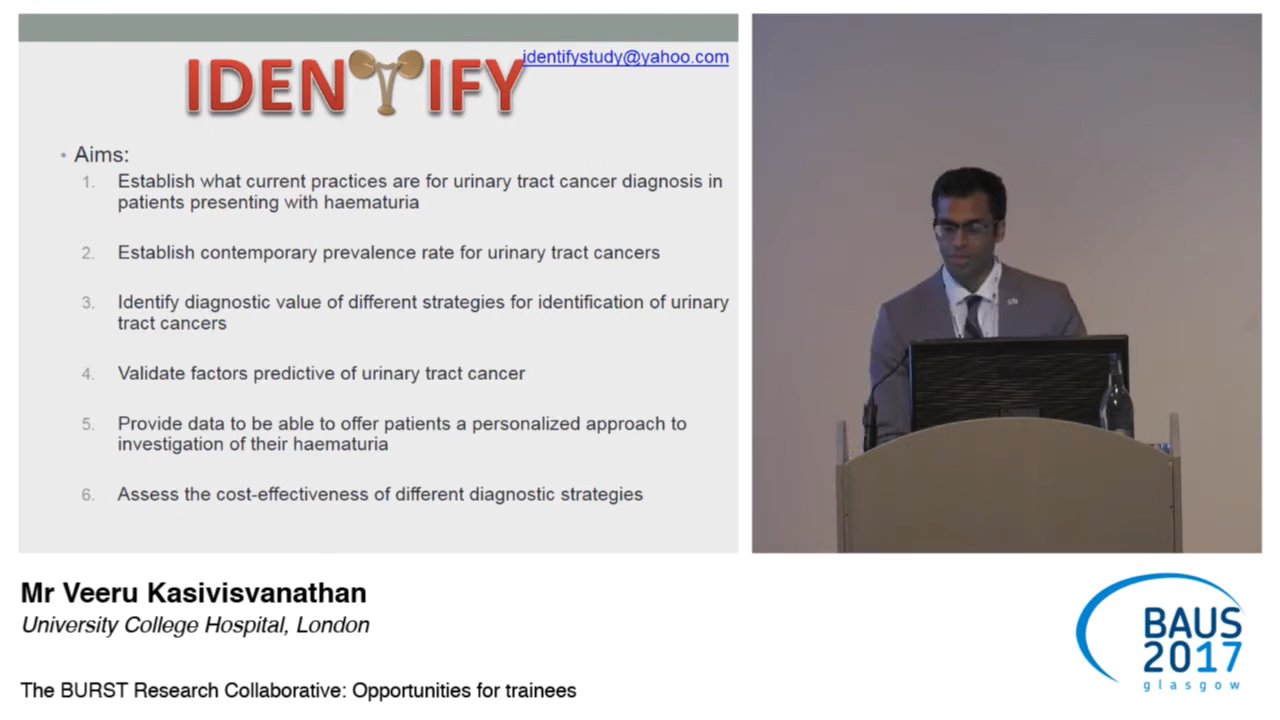 identifystudy@yahoo.com
IDENTIFY
• Aims:
1. Establish what current practices are for urinary tract cancer diagnosis in
patients presenting with haematuria
2. Establish contemporary prevalence rate for urinary tract cancers
3. Identify diagnostic value of different strategies for identification of urinary
tract cancers
4. Validate factors predictive of urinary tract cancer
5. Provide data to be able to offer patients a personalized approach to
investigation of their haematuria
6. Assess the cost-effectiveness of different diagnostic strategies
Mr Veeru Kasivisvanathan
University College Hospital, London
The BURST Research Collaborative: Opportunities for trainees
BAUS
2017
glasgow